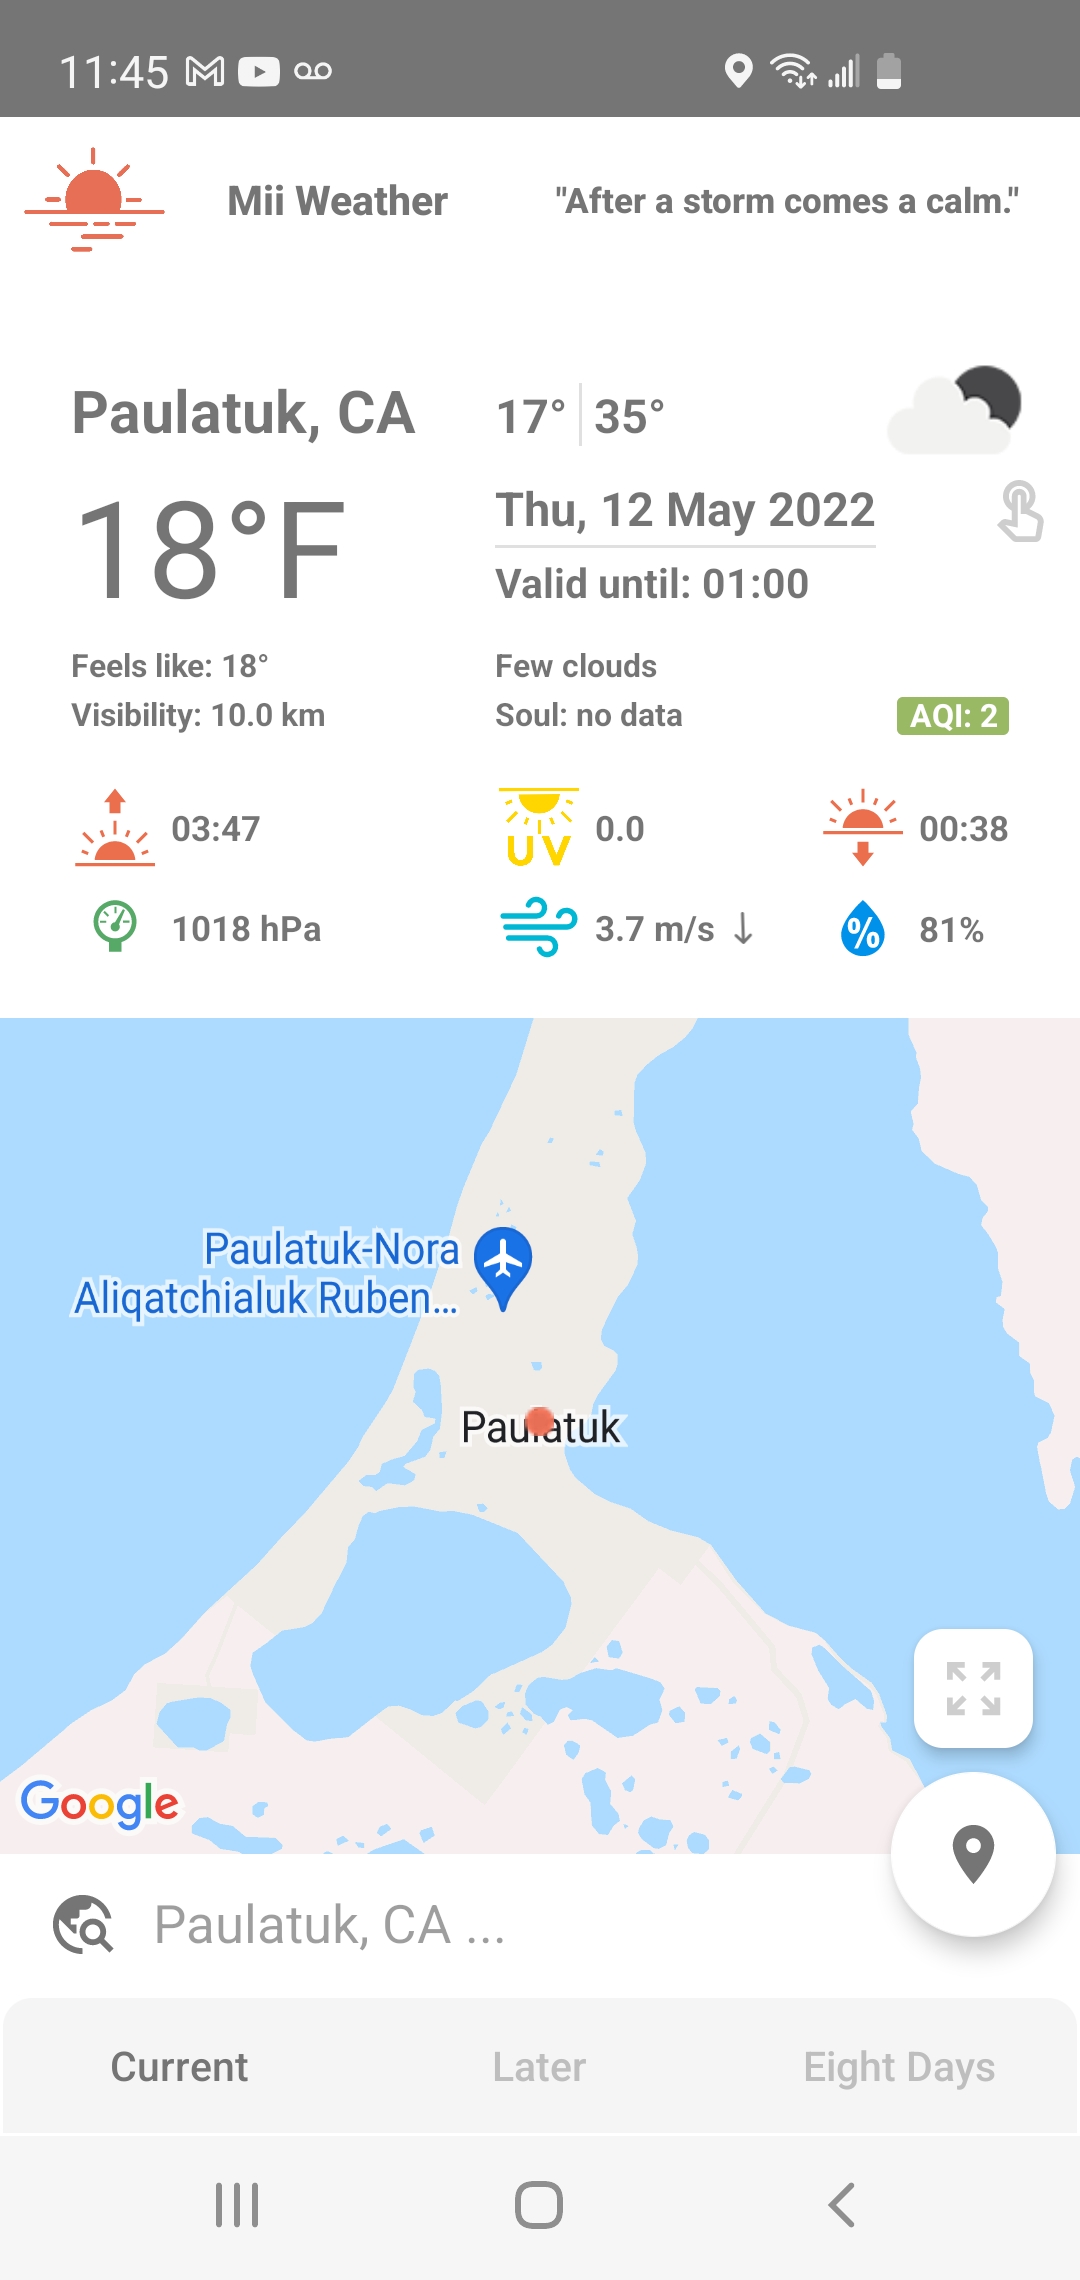 11:45
Mii Weather
"After a storm comes a calm."
Paulatuk, CA
17° 35°
18°F
Thu, 12 May 2022
Valid until: 01:00
Feels like: 18°
Few clouds
Visibility: 10.0 km
Soul: no data
AQI: 2
03:47
UV
0.0
00:38
1018 hPa
3.7 m/s ↓
%
81%
Paulatuk-Nora
Aliqatchialuk Ruben...
Paulatuk
Google
Paulatuk, CA ...
Current
Later
Eight Days